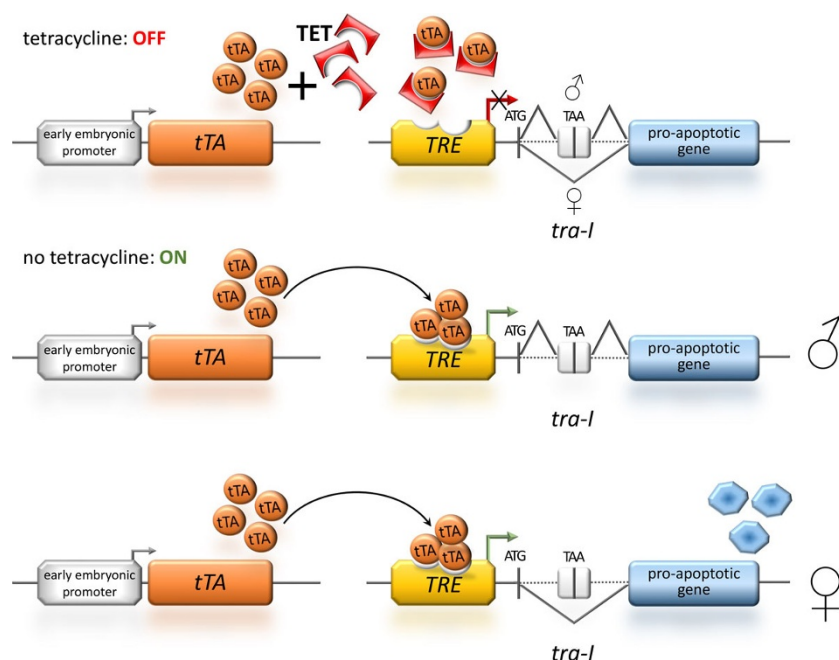 tetracycline: OFF
tTA
tTA
tTA
tTA
TET
tTA
tTA
tTA
early embryonic
promoter
tTA
TRE
ATG
♂
TAA
♀
tra-I
pro-apoptotic
gene
no tetracycline: ON
tTA
tTA
tTA
tTA
tTA
tTA
tTA
early embryonic
promoter
tTA
TRE
ATG
TAA
tra-I
pro-apoptotic
gene
♂
tTA
tTA
tTA
tTA
tTA
tTA
tTA
early embryonic
promoter
tTA
TRE
ATG
TAA
tra-I
pro-apoptotic
gene
♀